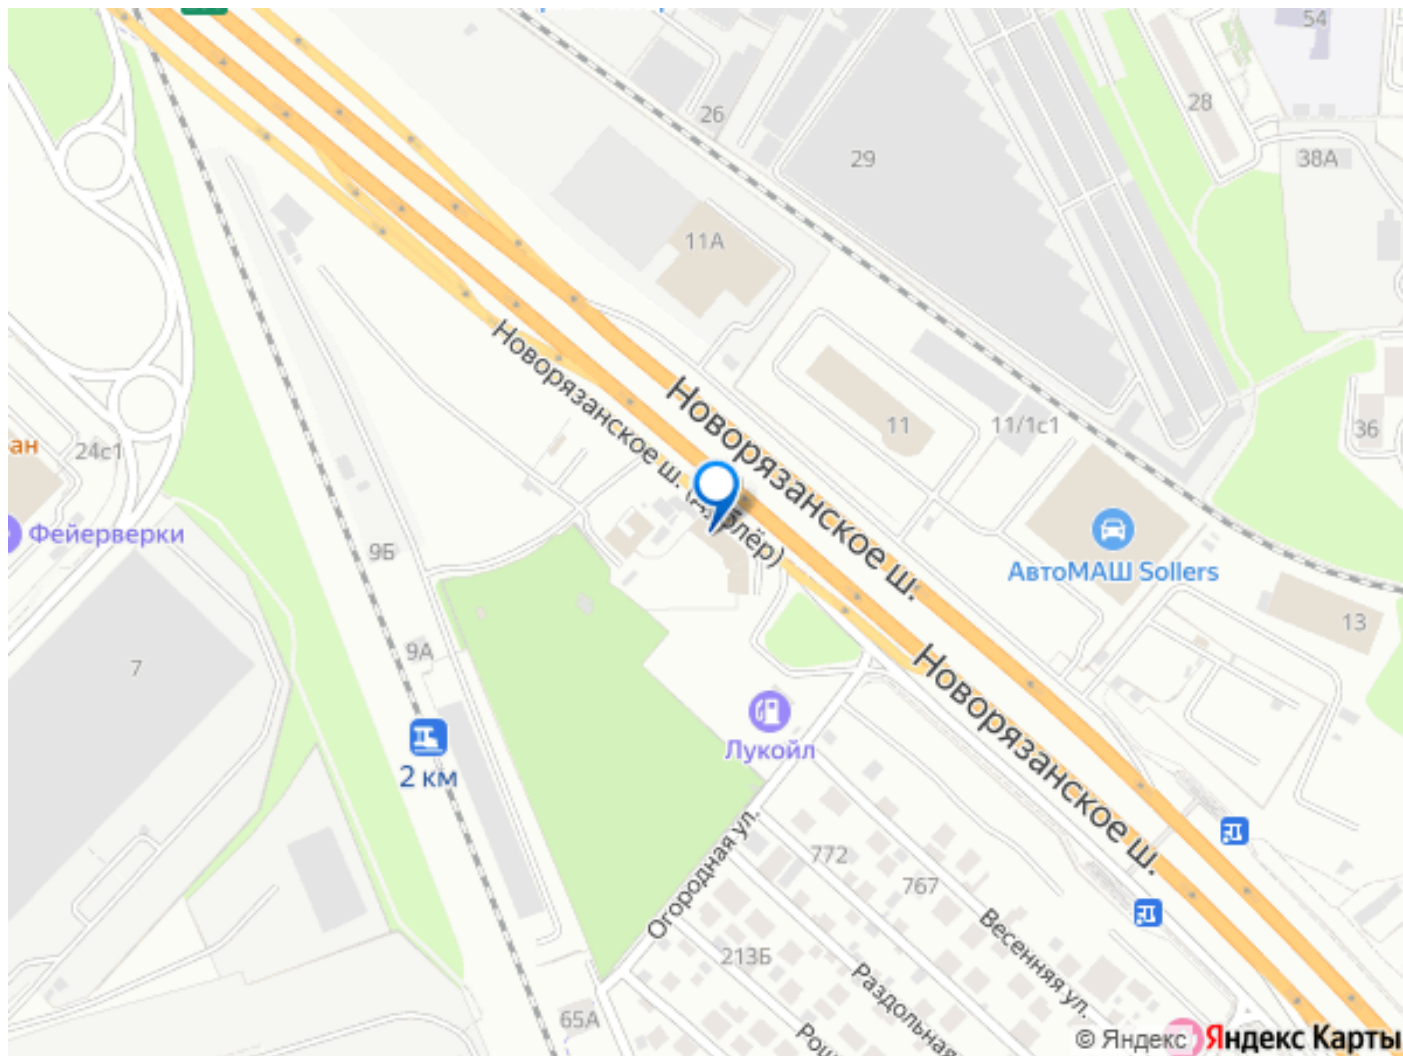 54
28
26
29
38А
11А
Новорязанское ш. (дублёр)
Новорязанское ш.
11
11/1с1
36
24с1
Фейерверки
9Б
АвтоМАШ Sollers
13
9А
7
Новорязанское ш.
Лукойл
2 км
Огородная ул.
772
767
Весенняя ул.
213Б
Раздольная
65А
© Яндекс
Яндекс Карты